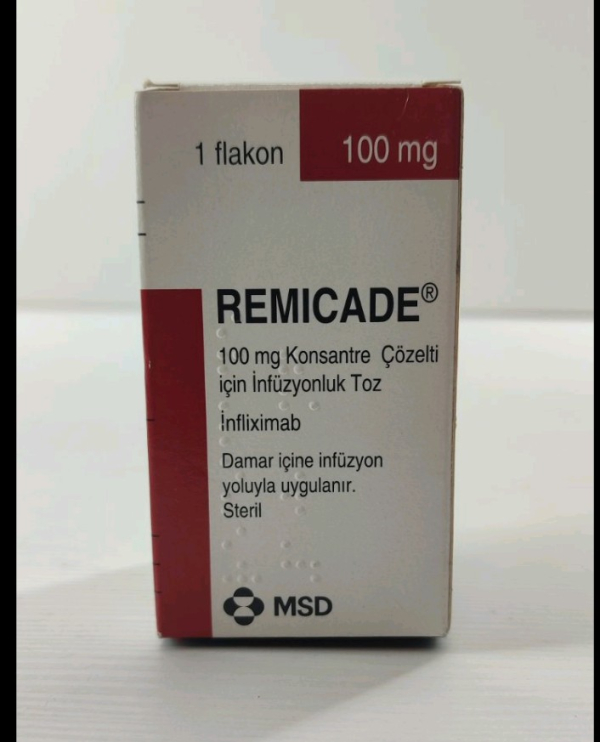 1 flakon
100 mg
REMICADE®
100 mg Konsantre Çözelti
için İnfüzyonluk Toz
İnfliximab
Damar içine infüzyon
yoluyla uygulanır.
Steril
MSD